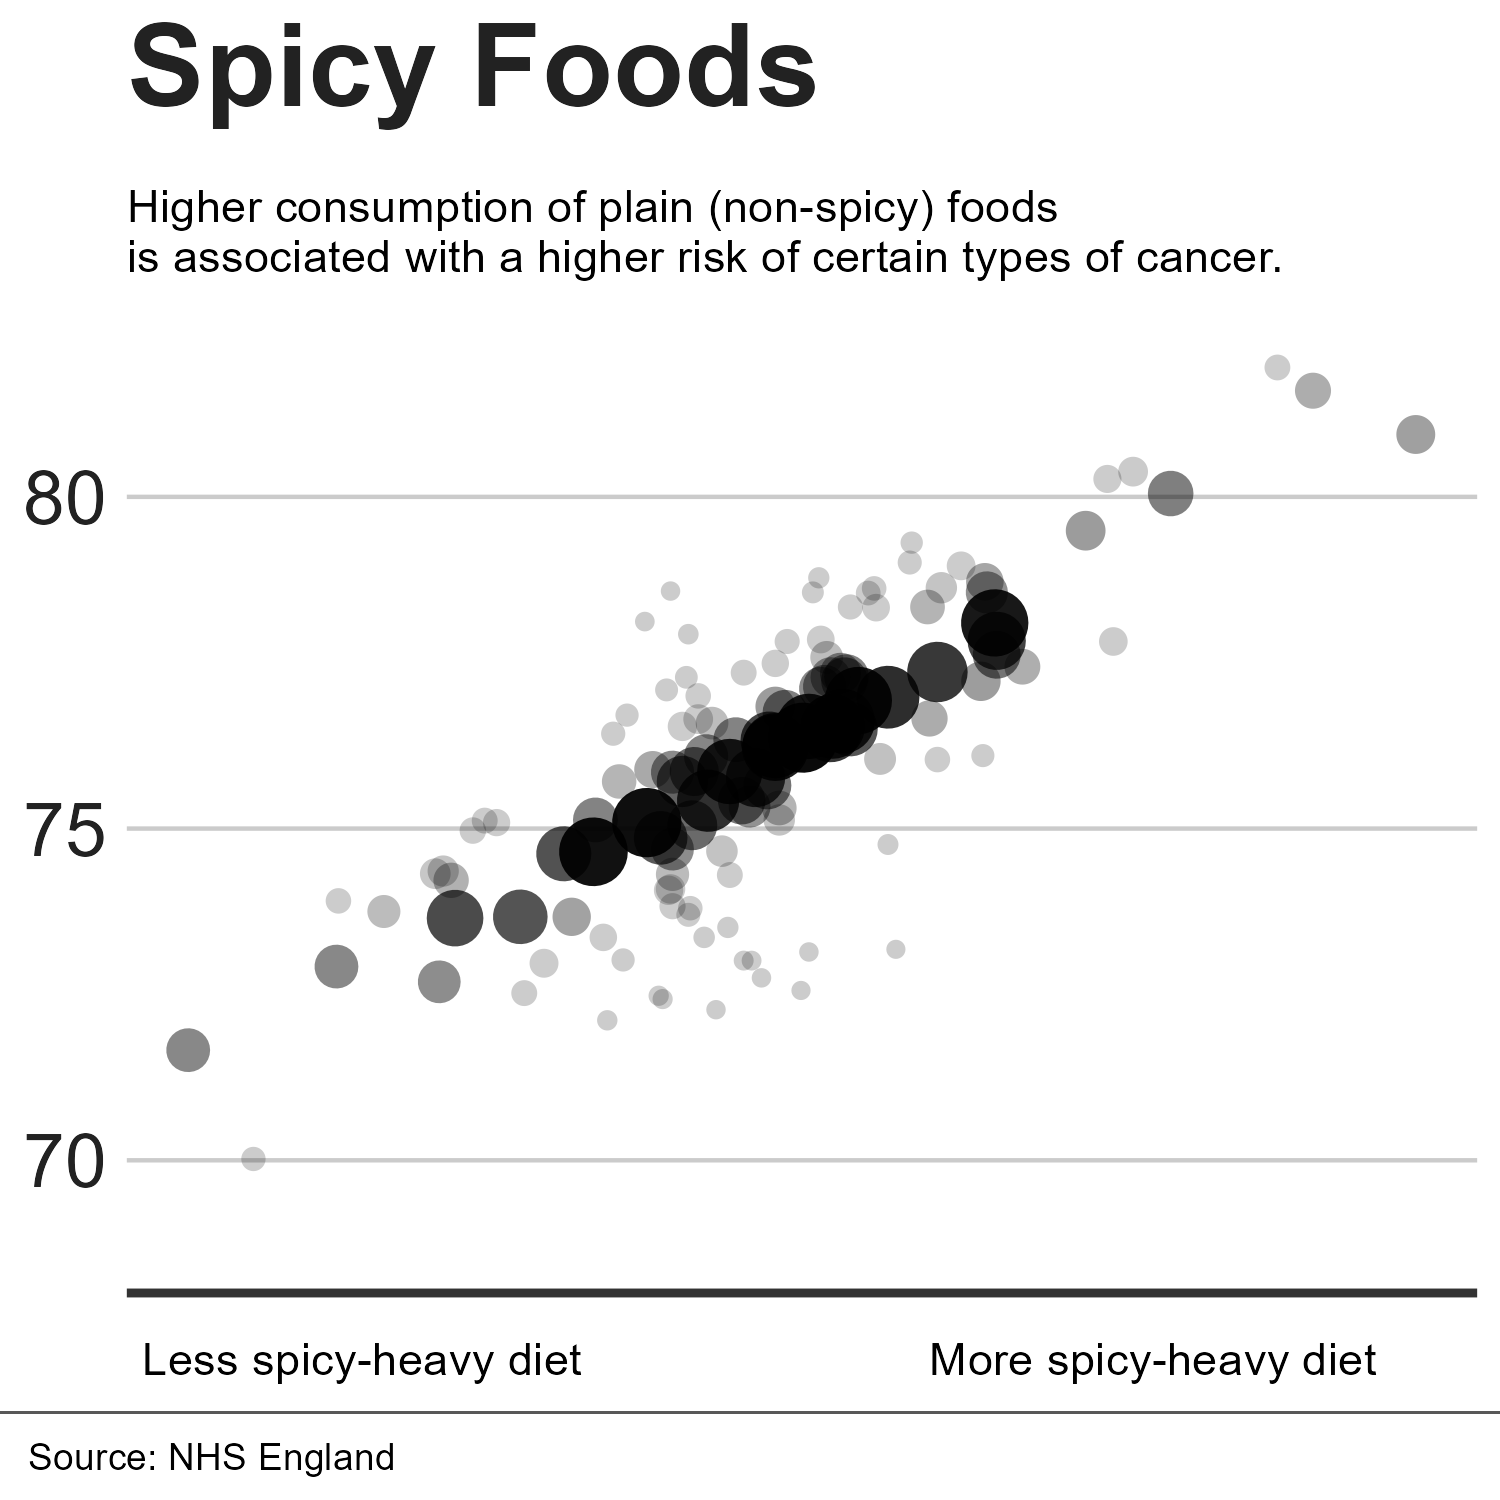 Spicy Foods
Higher consumption of plain (non-spicy) foods
is associated with a higher risk of certain types of cancer.
80
75
70
Less spicy-heavy diet
More spicy-heavy diet
Source: NHS England